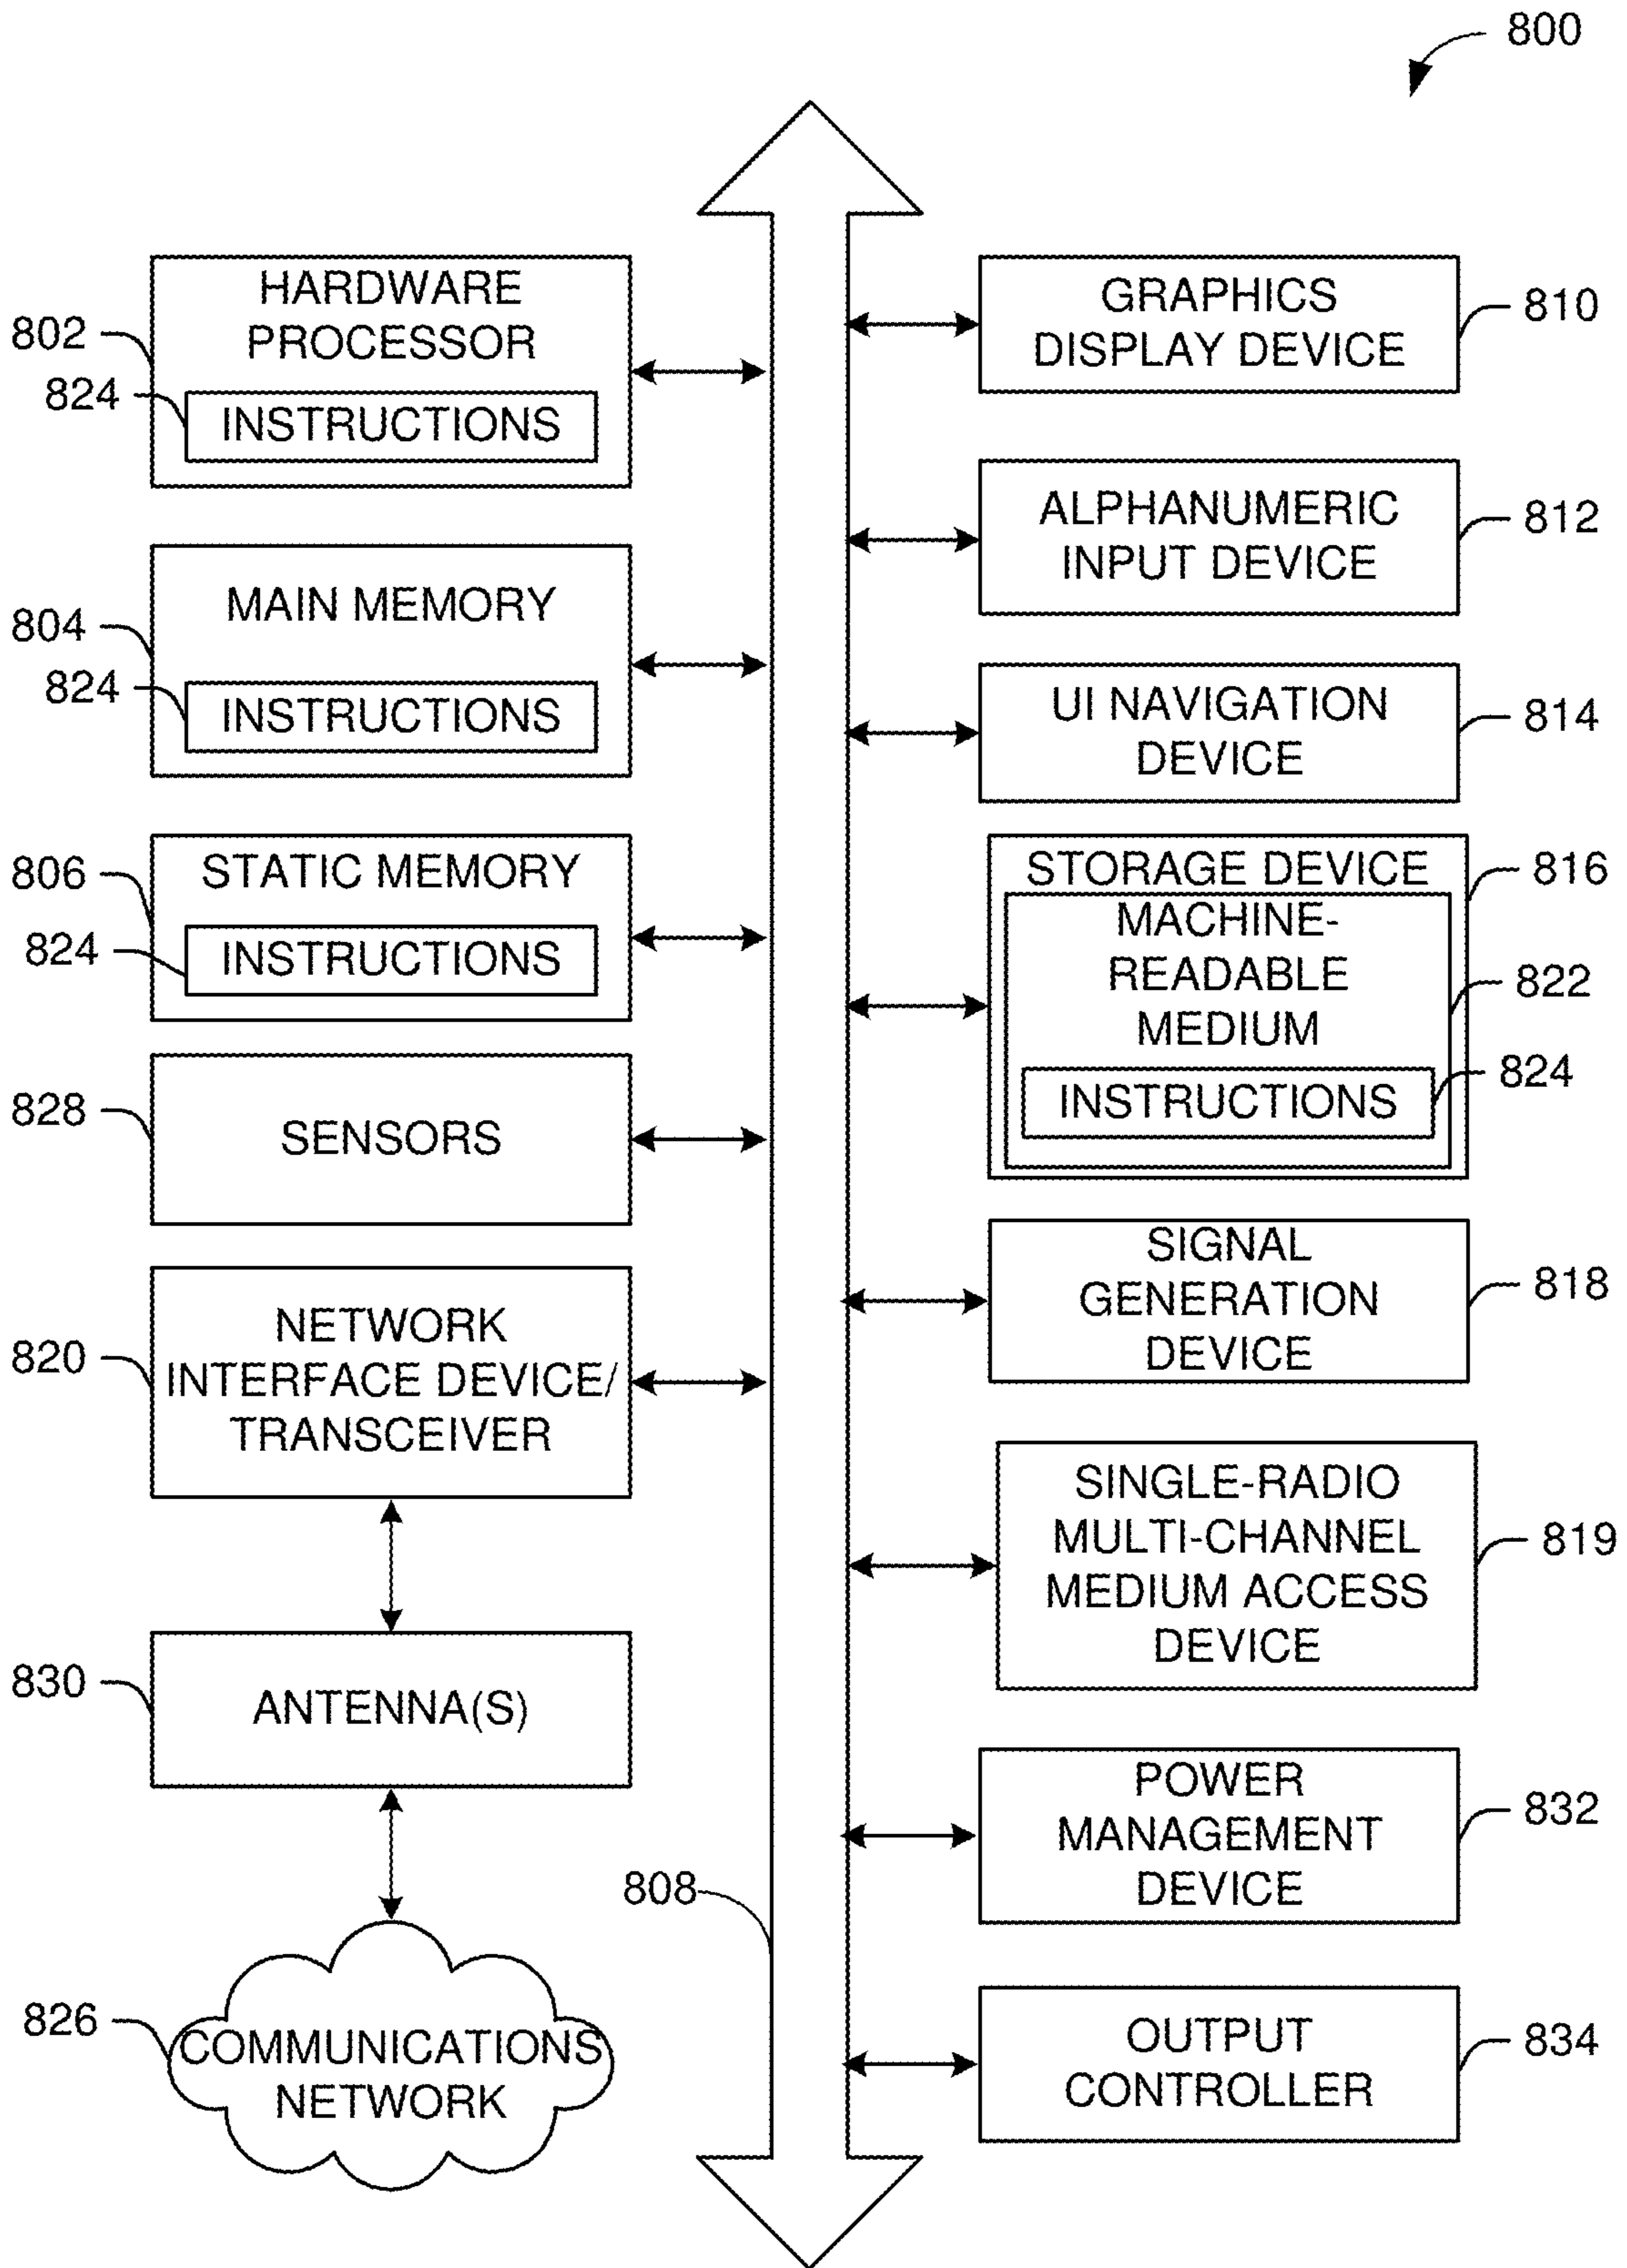 800
HARDWARE
PROCESSOR
802
824
INSTRUCTIONS
MAIN MEMORY
804
824
INSTRUCTIONS
STATIC MEMORY
806
824
INSTRUCTIONS
828
SENSORS
NETWORK
820
INTERFACE DEVICE/
TRANSCEIVER
830
ANTENNA(S)
808
826
COMMUNICATIONS
NETWORK
GRAPHICS
DISPLAY DEVICE
810
ALPHANUMERIC
INPUT DEVICE
812
UI NAVIGATION
DEVICE
814
STORAGE DEVICE
816
MACHINE-
READABLE
MEDIUM
822
INSTRUCTIONS
824
SIGNAL
GENERATION
DEVICE
818
SINGLE-RADIO
MULTI-CHANNEL
MEDIUM ACCESS
DEVICE
819
POWER
MANAGEMENT
DEVICE
832
OUTPUT
CONTROLLER
834